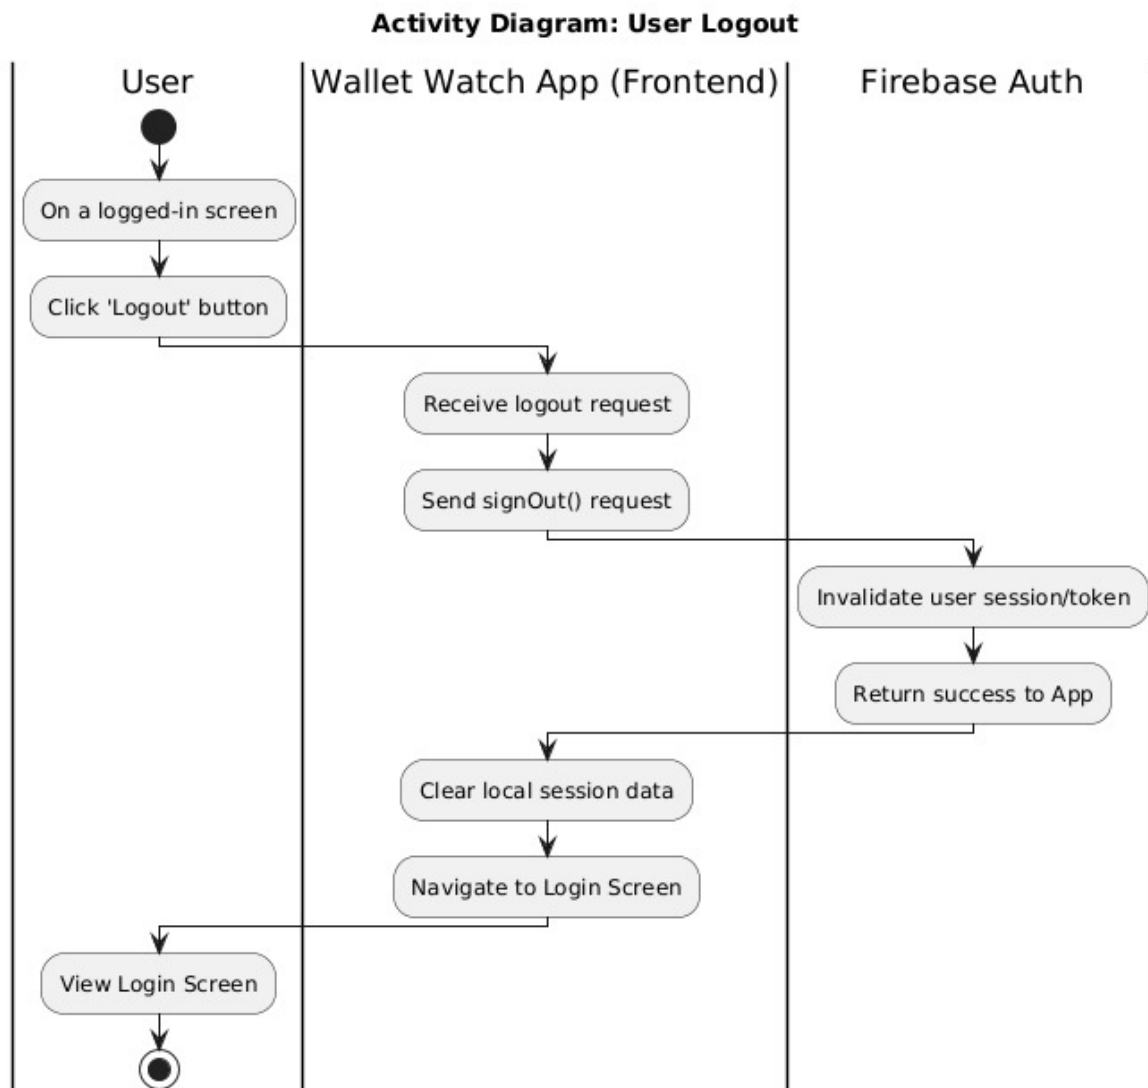 Activity Diagram: User Logout
User
Wallet Watch App (Frontend)
Firebase Auth
On a logged-in screen
Click 'Logout' button
Receive logout request
Send signOut() request
Invalidate user session/token
Return success to App
Clear local session data
Navigate to Login Screen
View Login Screen